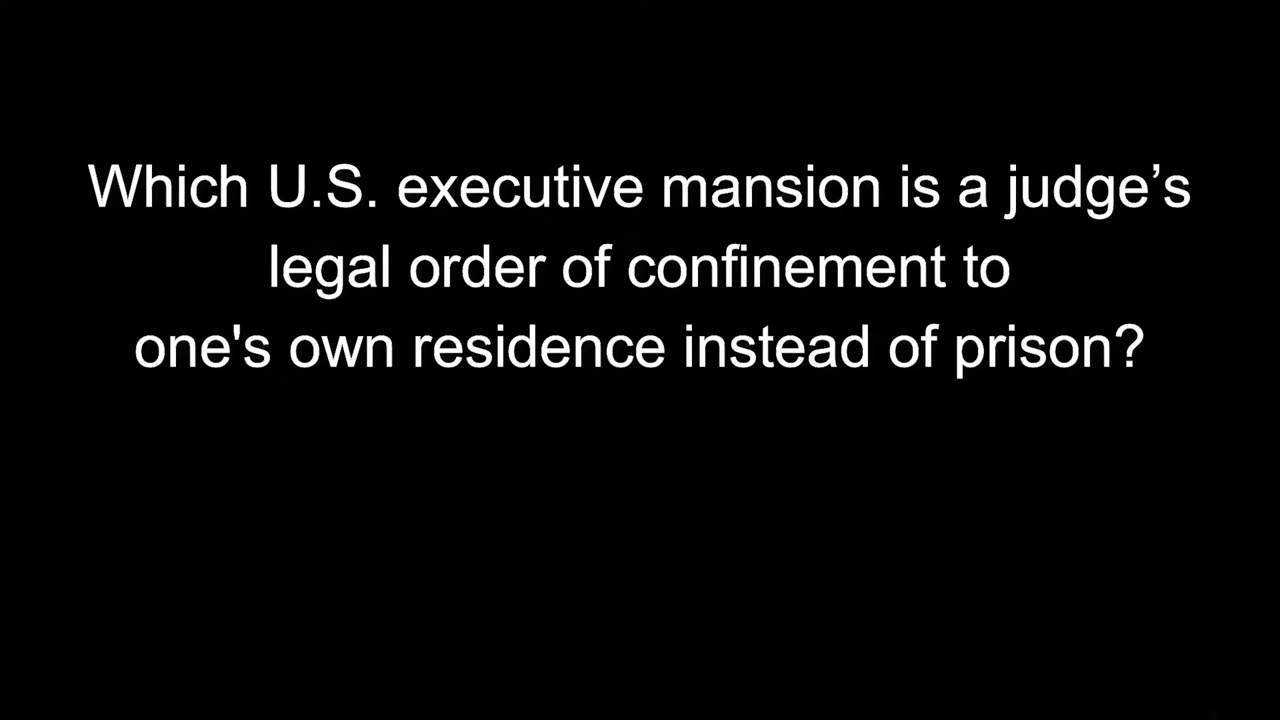 Which U.S. executive mansion is a judge’s
legal order of confinement to
one's own residence instead of prison?